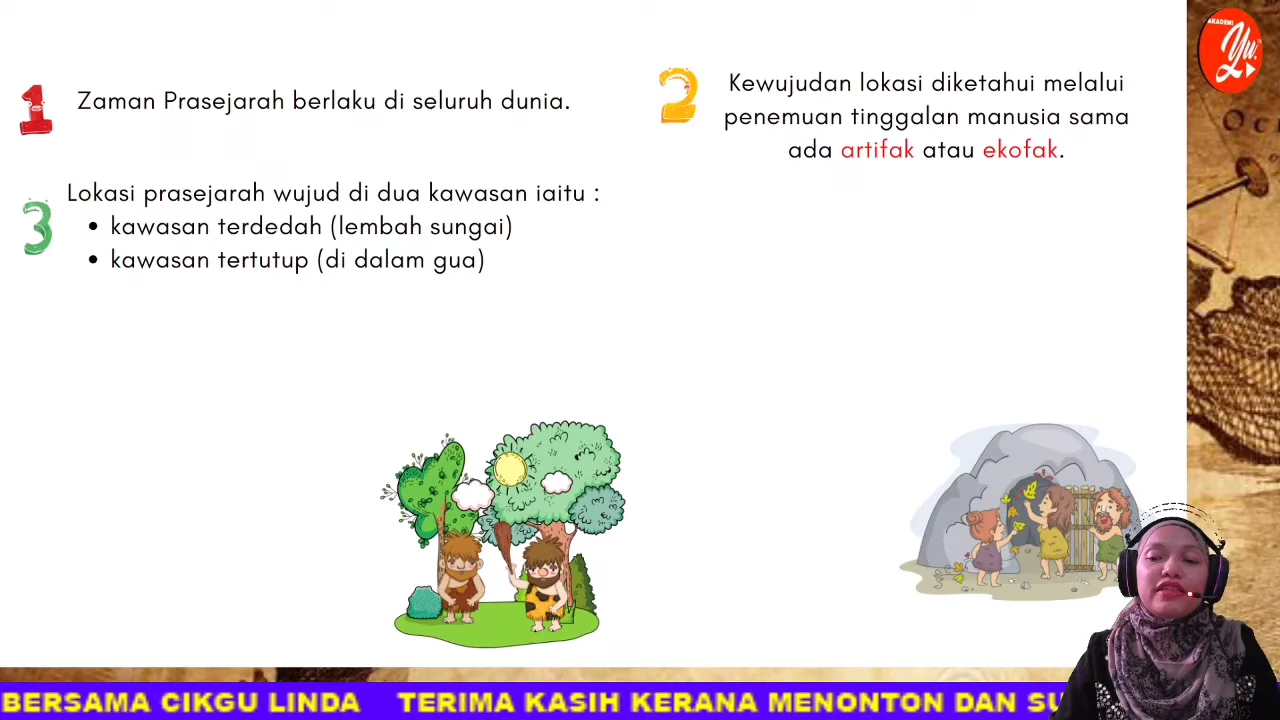 AKADEMI
Yu.
1
Zaman Prasejarah berlaku di seluruh dunia.
2
Kewujudan lokasi diketahui melalui
penemuan tinggalan manusia sama
ada artifak atau ekofak.
3
Lokasi prasejarah wujud di dua kawasan iaitu :
• kawasan terdedah (lembah sungai)
• kawasan tertutup (di dalam gua)
BERSAMA CIKGU LINDA TERIMA KASIH KERANA MENONTON DAN SU